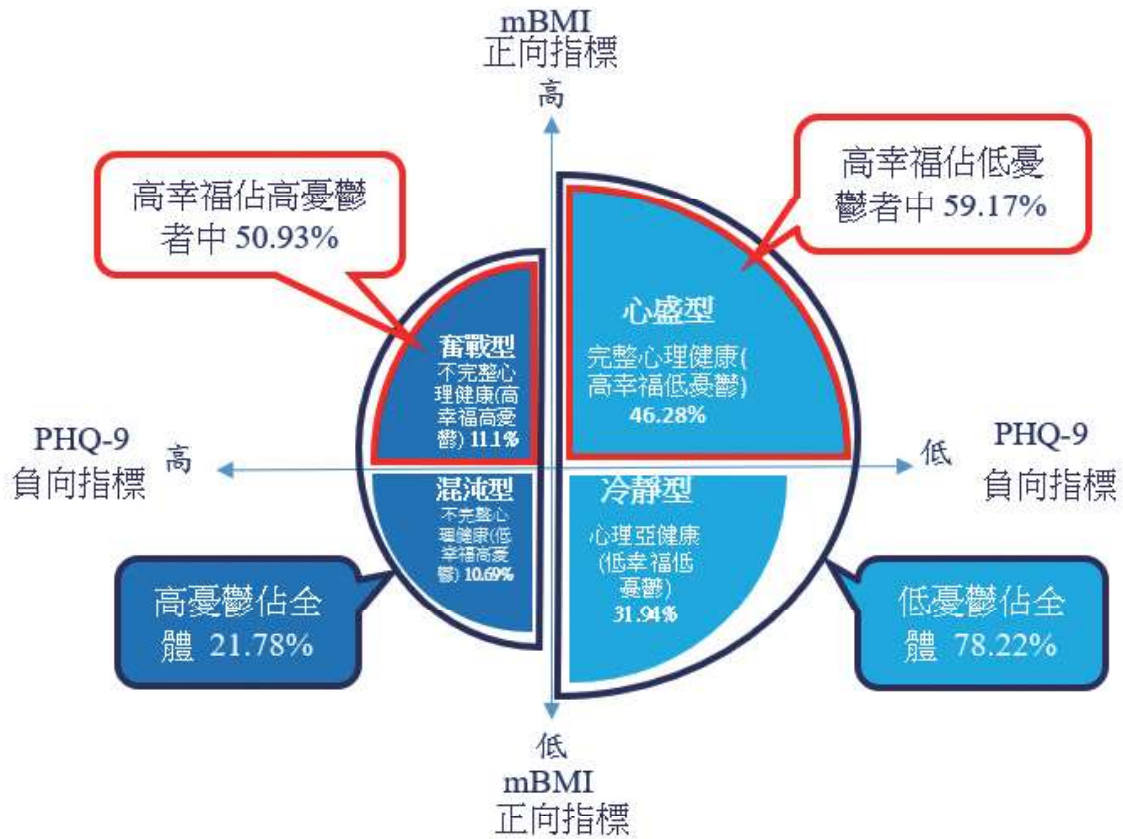 mBMI
正向指標
高
高幸福佔高憂鬱
者中 50.93%
高幸福佔低憂
鬱者中 59.17%
奮戰型
不完整心
理健康(高
幸福高憂
鬱) 11.1%
心盛型
完整心理健康(
高幸福低憂鬱)
46.28%
PHQ-9
負向指標
高
低
PHQ-9
負向指標
混沌型
不完整心
理健康(低
幸福高憂
鬱) 10.69%
冷靜型
心理亞健康
(低幸福低
憂鬱)
31.94%
高憂鬱佔全
體 21.78%
低憂鬱佔全
體 78.22%
低
mBMI
正向指標